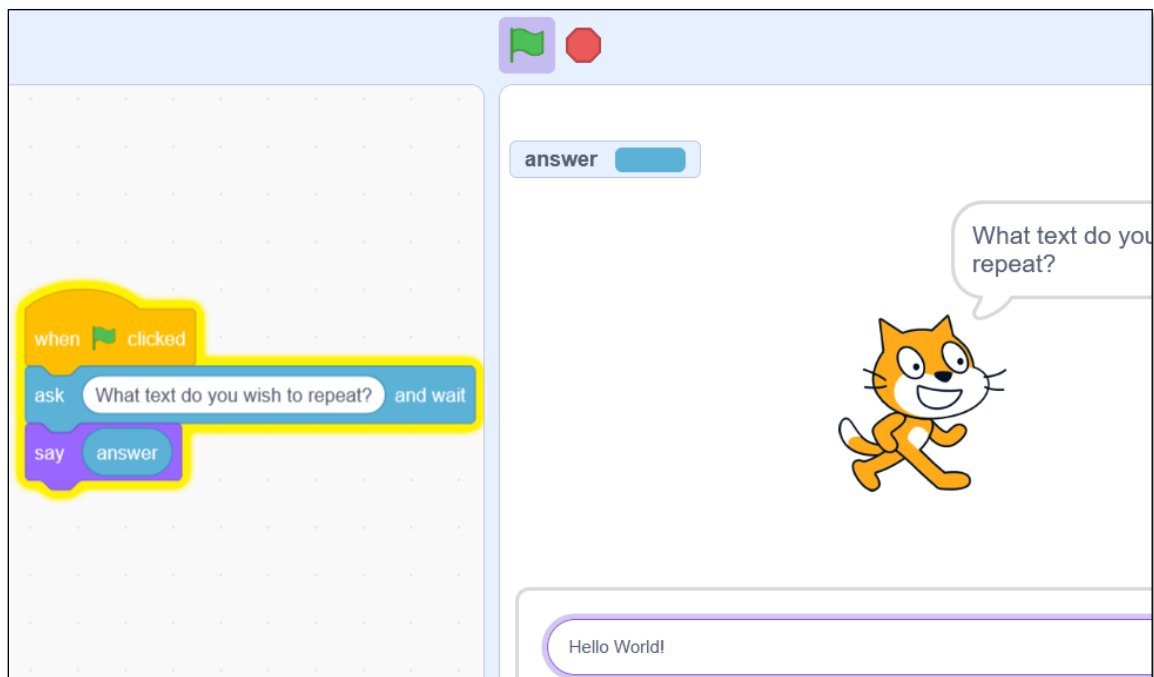 answer
What text do you
repeat?
when clicked
ask What text do you wish to repeat? and wait
say answer
Hello World!